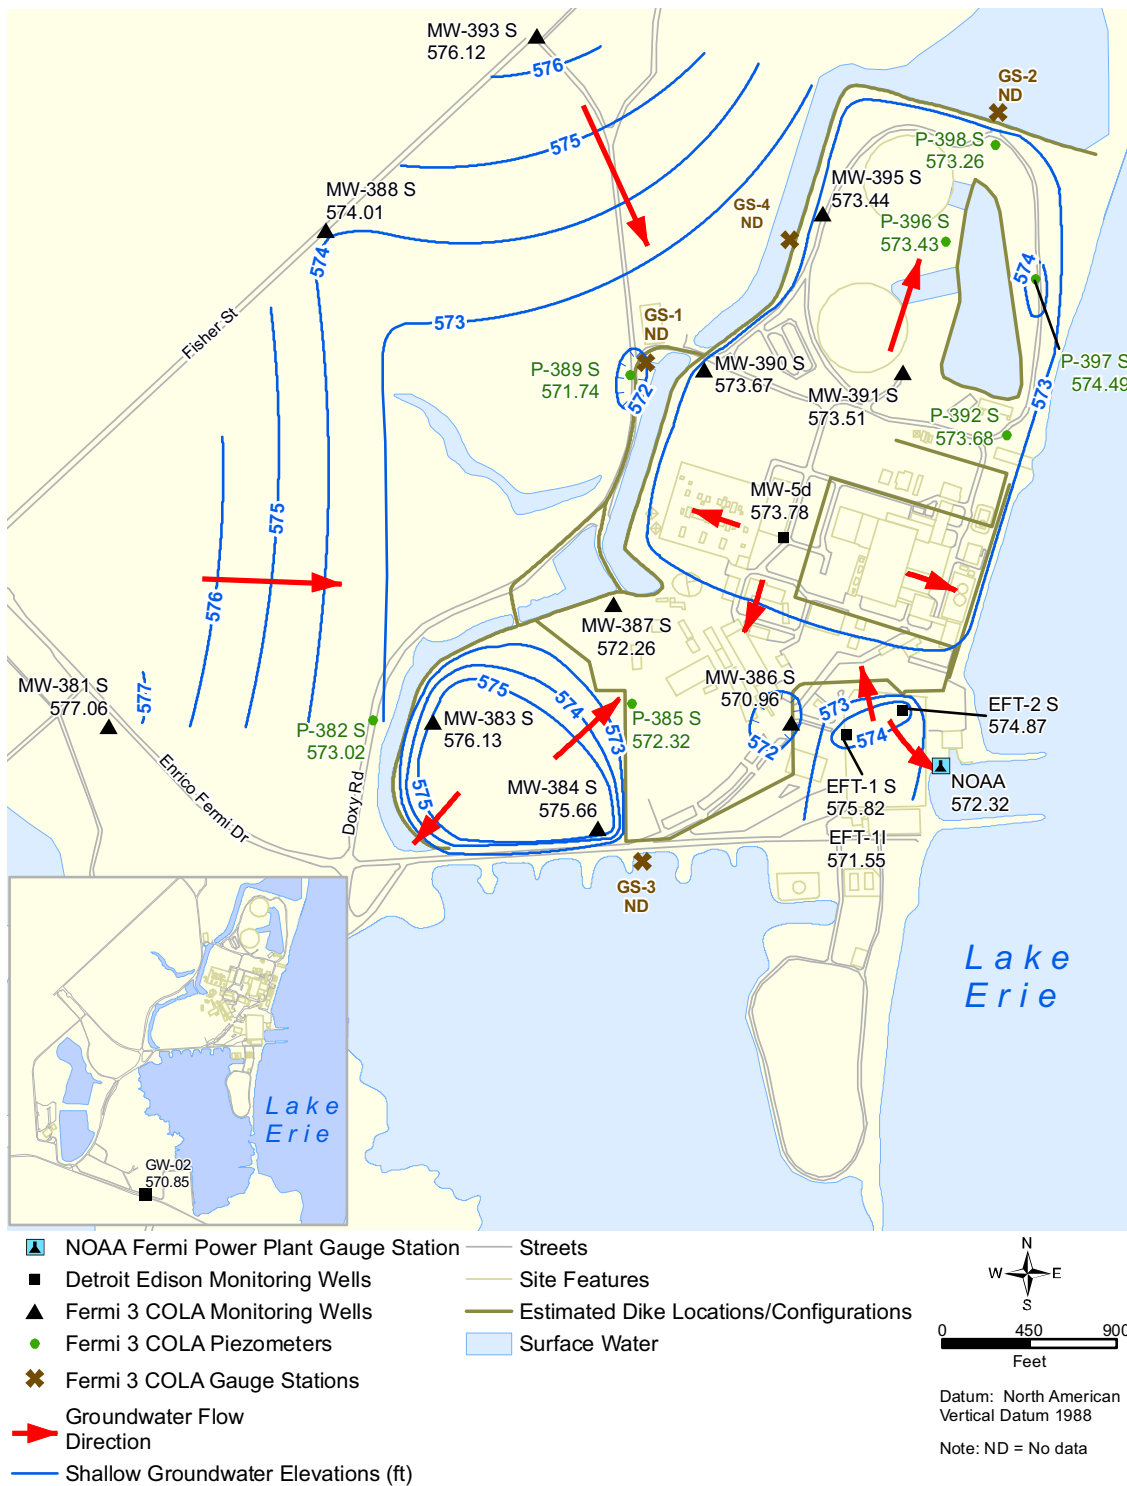 MW-393 S
576.12
576
GS-2
ND
575
P-398 S
573.26
MW-388 S
574.01
MW-395 S
573.44
GS-4
ND
P-396 S
573.43
574
574
Fisher St
573
GS-1
ND
P-389 S
571.74
572
MW-390 S
573.67
MW-391 S
573.51
P-397 S
574.49
573
P-392 S
573.68
575
MW-5d
573.78
576
MW-387 S
572.26
MW-381 S
577.06
577
P-382 S
573.02
575
574
573
MW-383 S
576.13
P-385 S
572.32
MW-386 S
570.96
572
573
574
EFT-2 S
574.87
Enrico Fermi Dr
Doxy Rd
575
MW-384 S
575.66
EFT-1 S
575.82
EFT-1I
571.55
NOAA
572.32
GS-3
ND
Lake
Erie
Lake
Erie
GW-02
570.85
NOAA Fermi Power Plant Gauge Station
Detroit Edison Monitoring Wells
Fermi 3 COLA Monitoring Wells
Fermi 3 COLA Piezometers
Fermi 3 COLA Gauge Stations
Groundwater Flow
Direction
Shallow Groundwater Elevations (ft)
Streets
Site Features
Estimated Dike Locations/Configurations
Surface Water
N
W E
S
0 450 900
Feet
Datum: North American
Vertical Datum 1988
Note: ND = No data